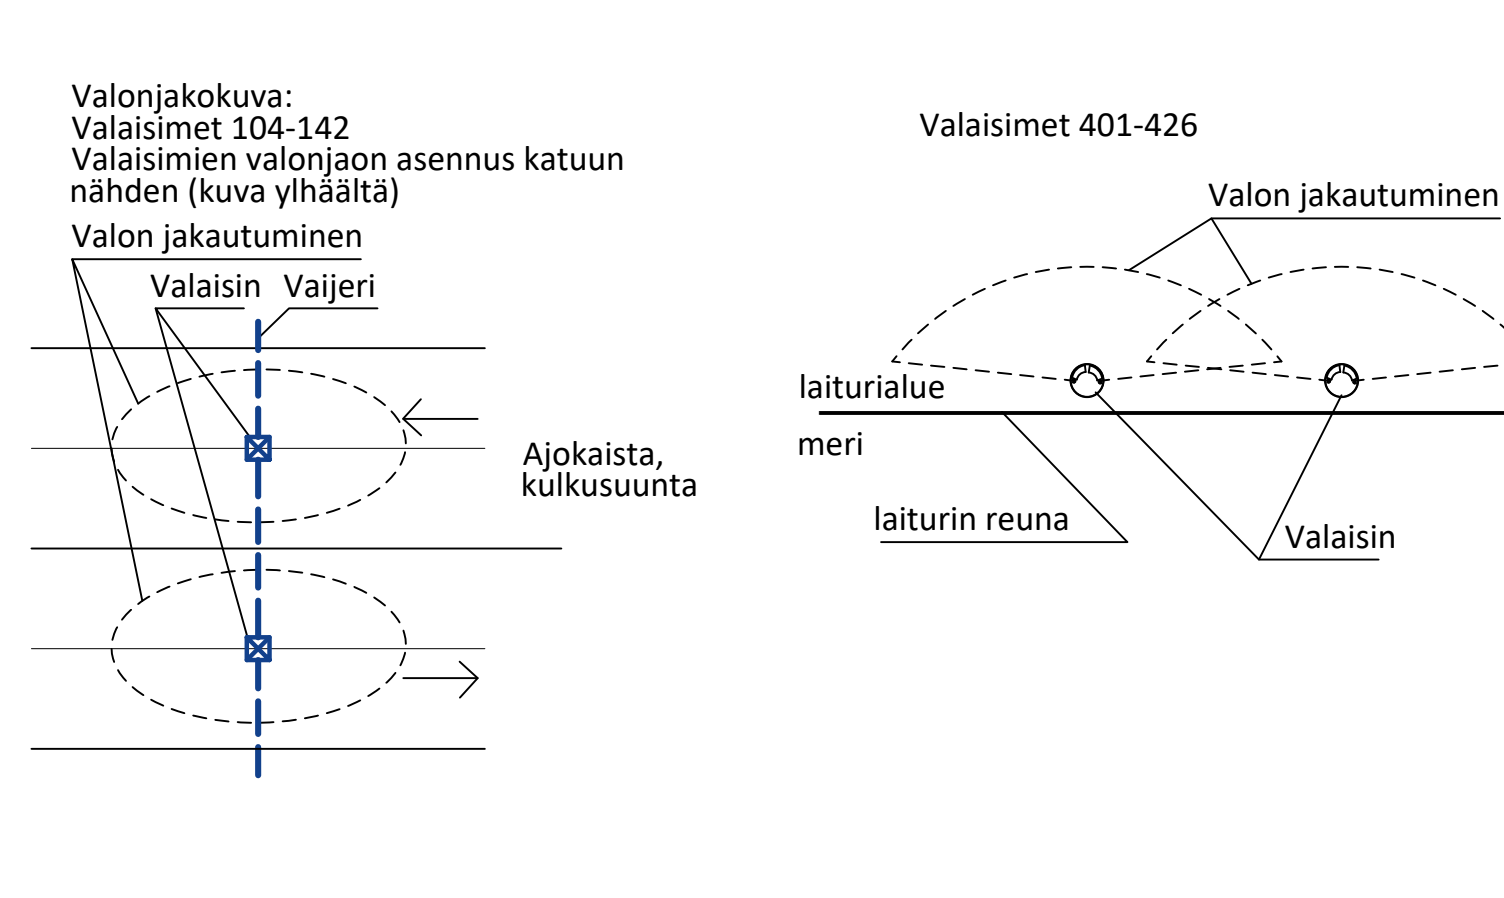 Valonjakokuva:
Valaisimet 104-142
Valaisimien valonjaon asennus katuun
nähden (kuva ylhäältä)
Valon jakautuminen
Valaisin
Vaijeri
Ajokaista,
kulkusuunta
Valaisimet 401-426
Valon jakautuminen
laiturialue
meri
laiturin reuna
Valaisin